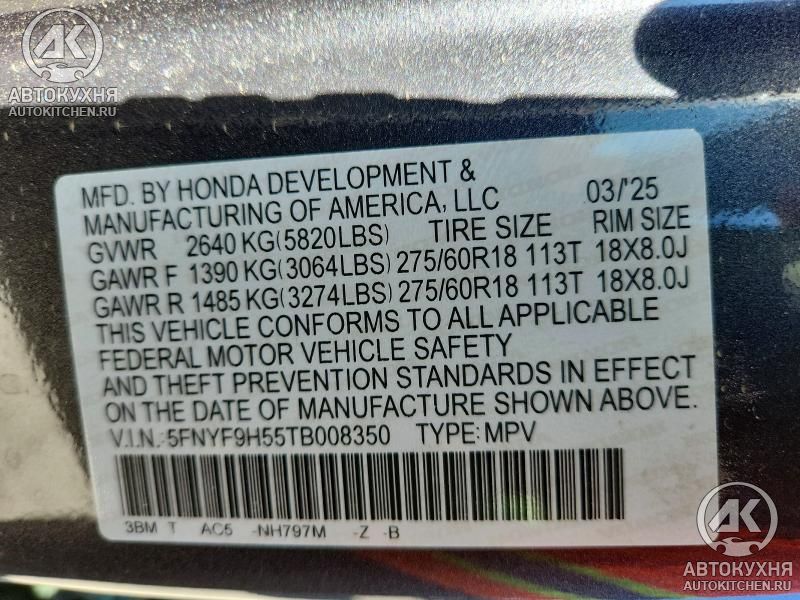 AK
АВТОКУХНЯ
AUTOKITCHEN.RU
MFD. BY HONDA DEVELOPMENT &
MANUFACTURING OF AMERICA, LLC 03/'25
GVWR 2640 KG(5820LBS) TIRE SIZE RIM SIZE
GAWR F 1390 KG(3064LBS) 275/60R18 113T 18X8.0J
GAWR R 1485 KG(3274LBS) 275/60R18 113T 18X8.0J
THIS VEHICLE CONFORMS TO ALL APPLICABLE
FEDERAL MOTOR VEHICLE SAFETY
AND THEFT PREVENTION STANDARDS IN EFFECT
ON THE DATE OF MANUFACTURE SHOWN ABOVE.
V.I.N.: 5FNYF9H55TB008350 TYPE: MPV
3BM T AC5 -NH797M -Z -B
AK
АВТОКУХНЯ
AUTOKITCHEN.RU